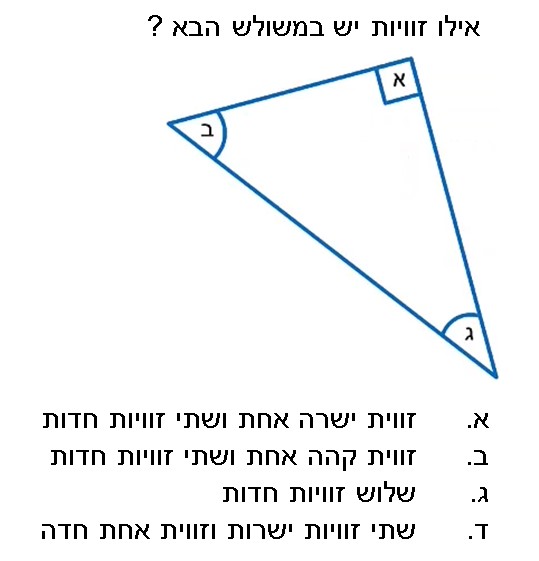 אילו זוויות יש במשולש הבא ?
א
ב
ג
א. זווית ישרה אחת ושתי זוויות חדות
ב. זווית קהה אחת ושתי זוויות חדות
ג. שלוש זוויות חדות
ד. שתי זוויות ישרות וזווית אחת חדה